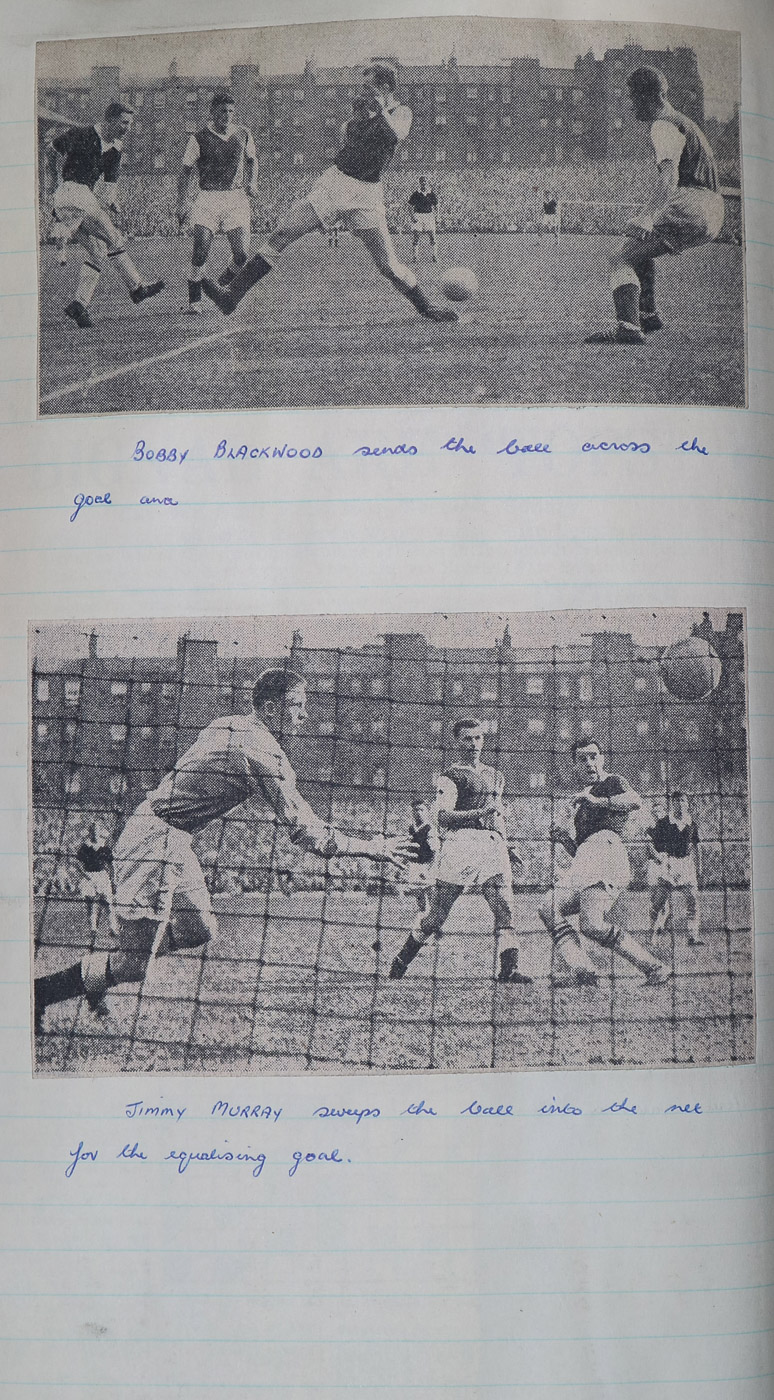 BOBBY BLACKWOOD sends the ball across the
goal and
Jimmy MURRAY sweeps the ball into the net
for the equalising goal.